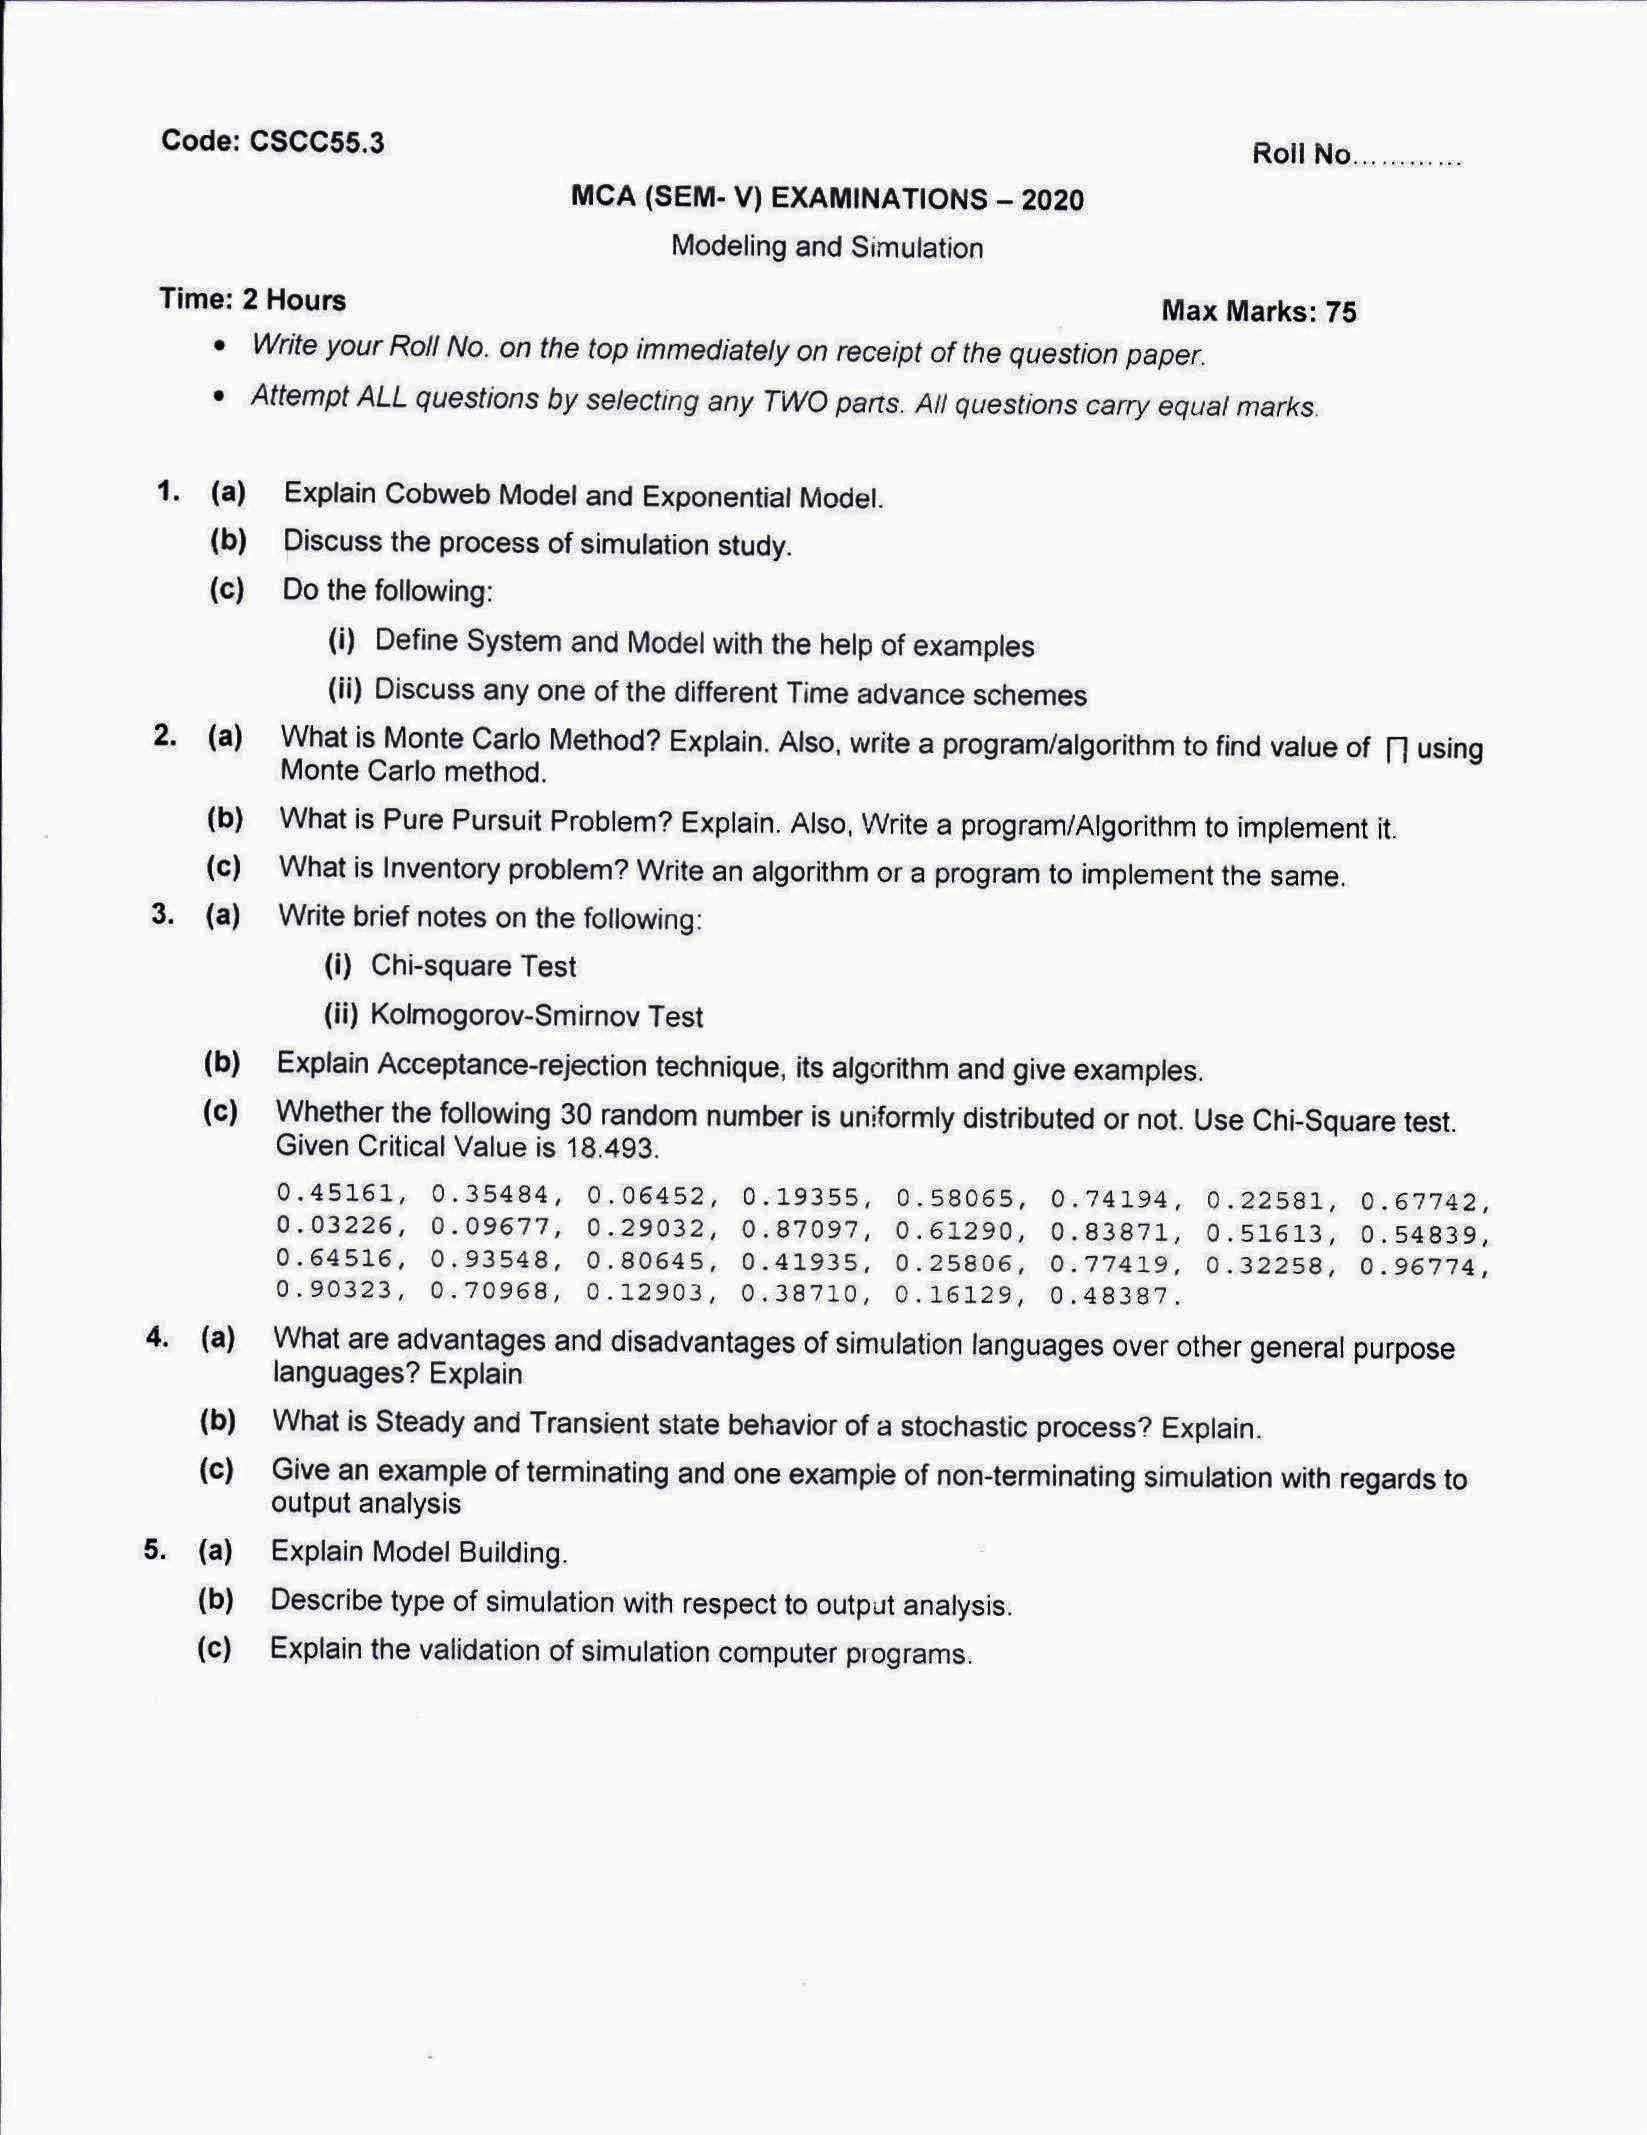 Code: CSCC55.3
Roll No............
MCA (SEM- V) EXAMINATIONS – 2020
Modeling and Simulation
Time: 2 Hours
Max Marks: 75
• Write your Roll No. on the top immediately on receipt of the question paper.
• Attempt ALL questions by selecting any TWO parts. All questions carry equal marks.
1. (a) Explain Cobweb Model and Exponential Model.
(b) Discuss the process of simulation study.
(c) Do the following:
(i) Define System and Model with the help of examples
(ii) Discuss any one of the different Time advance schemes
2. (a) What is Monte Carlo Method? Explain. Also, write a program/algorithm to find value of ∏ using
Monte Carlo method.
(b) What is Pure Pursuit Problem? Explain. Also, Write a program/Algorithm to implement it.
(c) What is Inventory problem? Write an algorithm or a program to implement the same.
3. (a) Write brief notes on the following:
(i) Chi-square Test
(ii) Kolmogorov-Smirnov Test
(b) Explain Acceptance-rejection technique, its algorithm and give examples.
(c) Whether the following 30 random number is uniformly distributed or not. Use Chi-Square test.
Given Critical Value is 18.493.
0.45161, 0.35484, 0.06452, 0.19355, 0.58065, 0.74194, 0.22581, 0.67742,
0.03226, 0.09677, 0.29032, 0.87097, 0.61290, 0.83871, 0.51613, 0.54839,
0.64516, 0.93548, 0.80645, 0.41935, 0.25806, 0.77419, 0.32258, 0.96774,
0.90323, 0.70968, 0.12903, 0.38710, 0.16129, 0.48387.
4. (a) What are advantages and disadvantages of simulation languages over other general purpose
languages? Explain
(b) What is Steady and Transient state behavior of a stochastic process? Explain.
(c) Give an example of terminating and one example of non-terminating simulation with regards to
output analysis
5. (a) Explain Model Building.
(b) Describe type of simulation with respect to output analysis.
(c) Explain the validation of simulation computer programs.